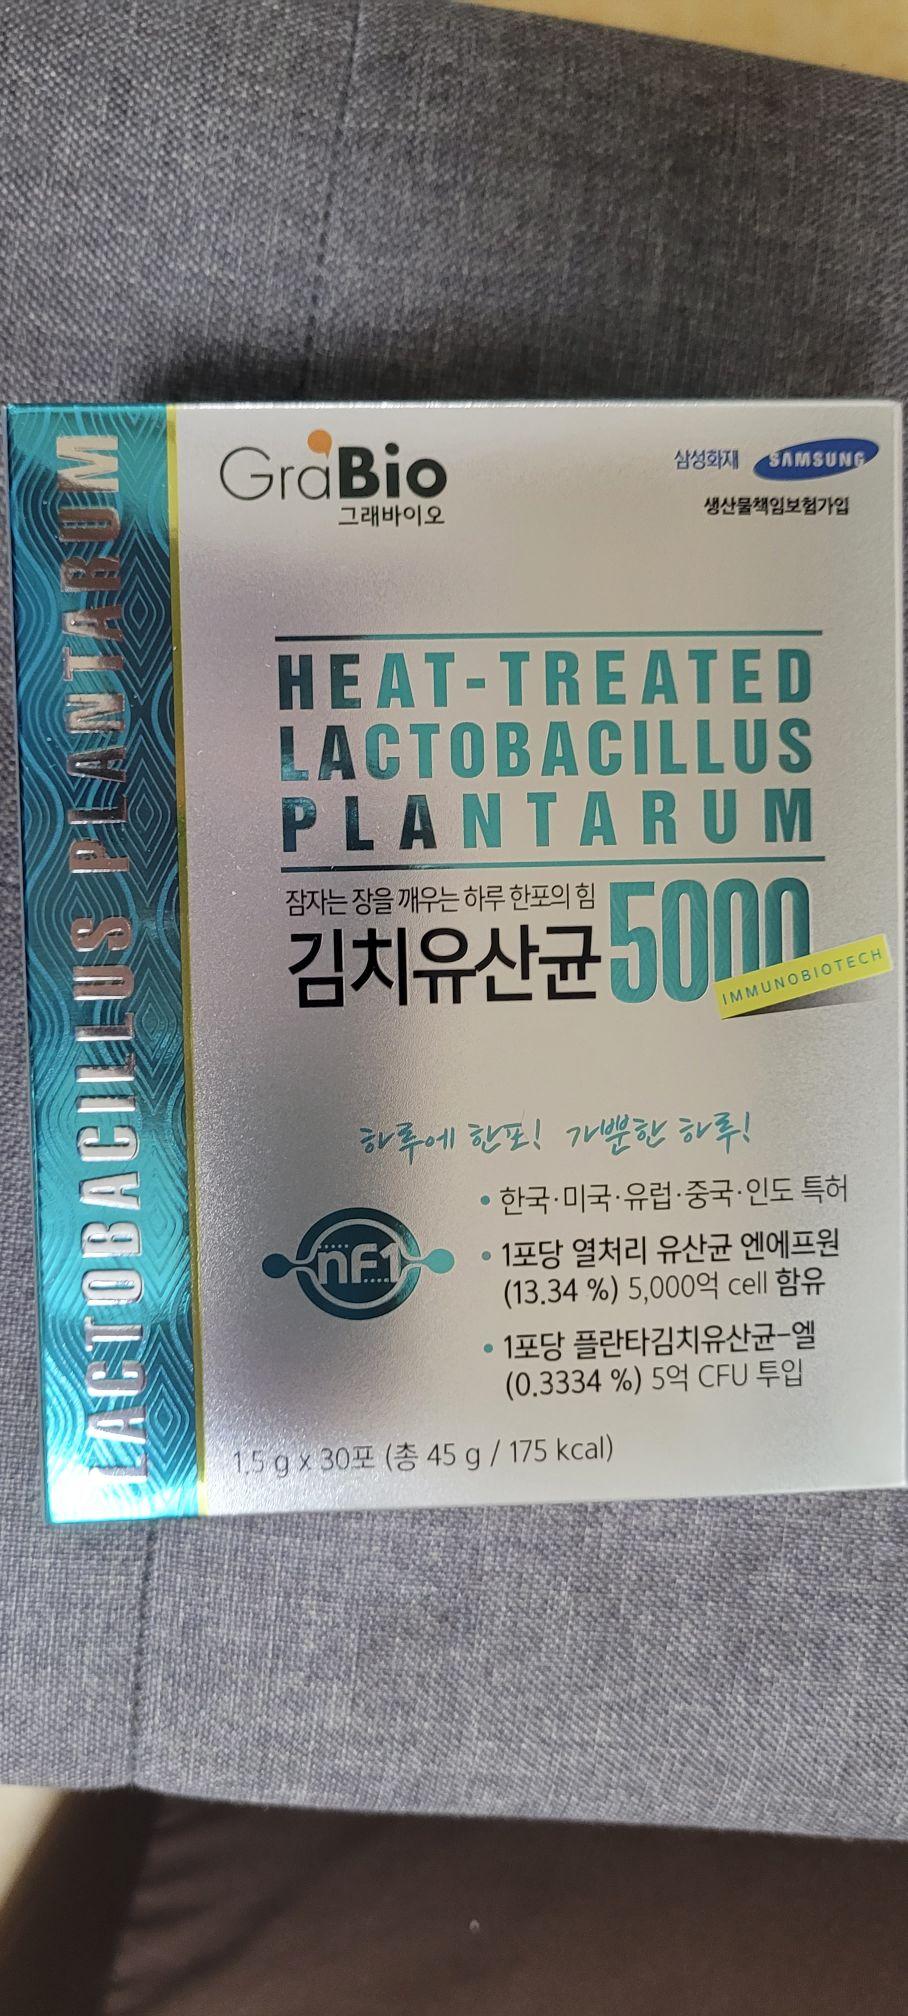 LACTOBACILLUS PLANTARUM
GraBio
그래바이오
삼성화재 SAMSUNG
생산물책임보험가입
HEAT-TREATED
LACTOBACILLUS
PLANTARUM
잠자는 장을 깨우는 하루 한포의 힘
김치유산균 5000
IMMUNOBIOTECH
하루에 한포! 가뿐한 하루!
nF1
• 한국·미국·유럽·중국·인도 특허
• 1포당 열처리 유산균 엔에프원
(13.34 %) 5,000억 cell 함유
• 1포당 플란타김치유산균-엘
(0.3334 %) 5억 CFU 투입
1.5 g x 30포 (총 45 g / 175 kcal)